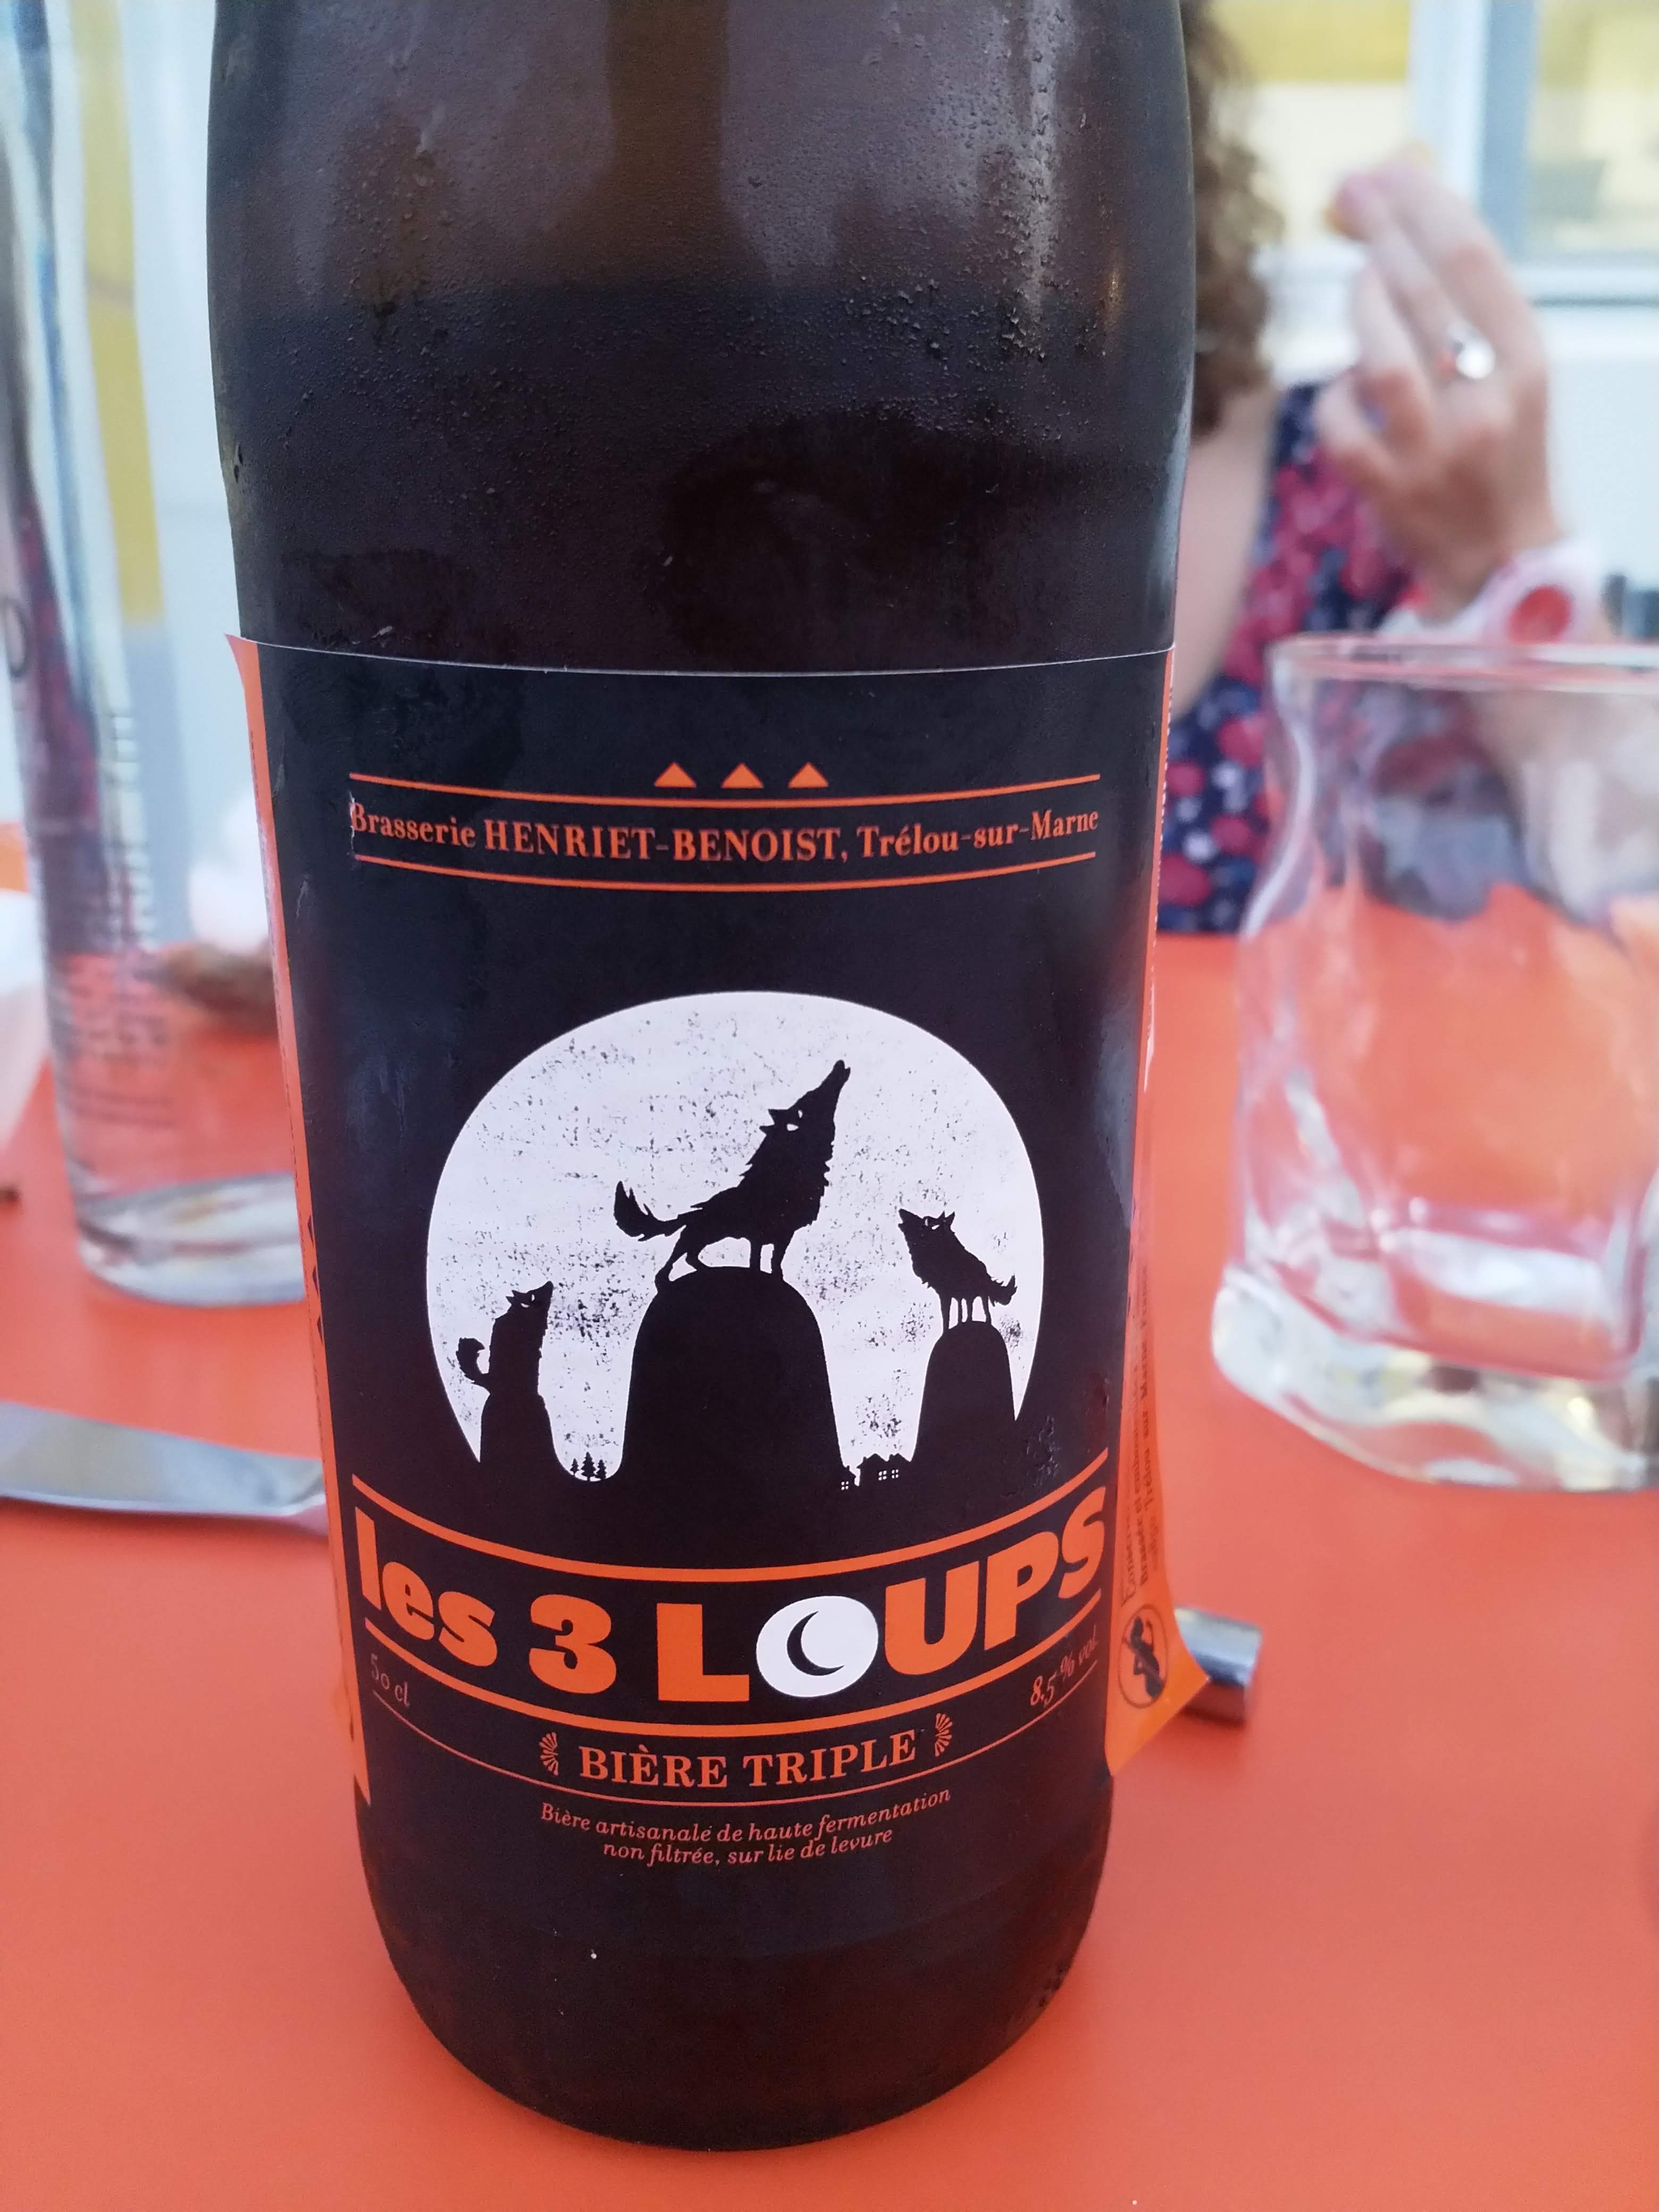 Brasserie HENRIET-BENOIST, Trélou-sur-Marne
les 3 LOUPS
50 cl
8,5 % vol.
BIÈRE TRIPLE
Bière artisanale de haute fermentation
non filtrée, sur lie de levure